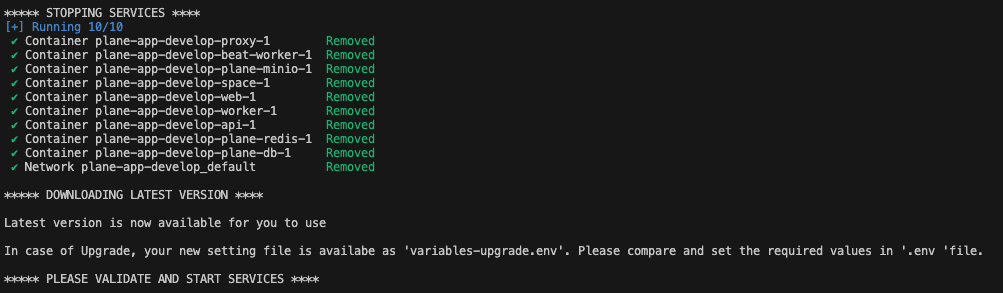 ***** STOPPING SERVICES ****
[+] Running 10/10
✔ Container plane-app-develop-proxy-1 Removed
✔ Container plane-app-develop-beat-worker-1 Removed
✔ Container plane-app-develop-plane-minio-1 Removed
✔ Container plane-app-develop-space-1 Removed
✔ Container plane-app-develop-web-1 Removed
✔ Container plane-app-develop-worker-1 Removed
✔ Container plane-app-develop-api-1 Removed
✔ Container plane-app-develop-plane-redis-1 Removed
✔ Container plane-app-develop-plane-db-1 Removed
✔ Network plane-app-develop_default Removed
***** DOWNLOADING LATEST VERSION ****
Latest version is now available for you to use
In case of Upgrade, your new setting file is availabe as 'variables-upgrade.env'. Please compare and set the required values in '.env 'file.
***** PLEASE VALIDATE AND START SERVICES ****